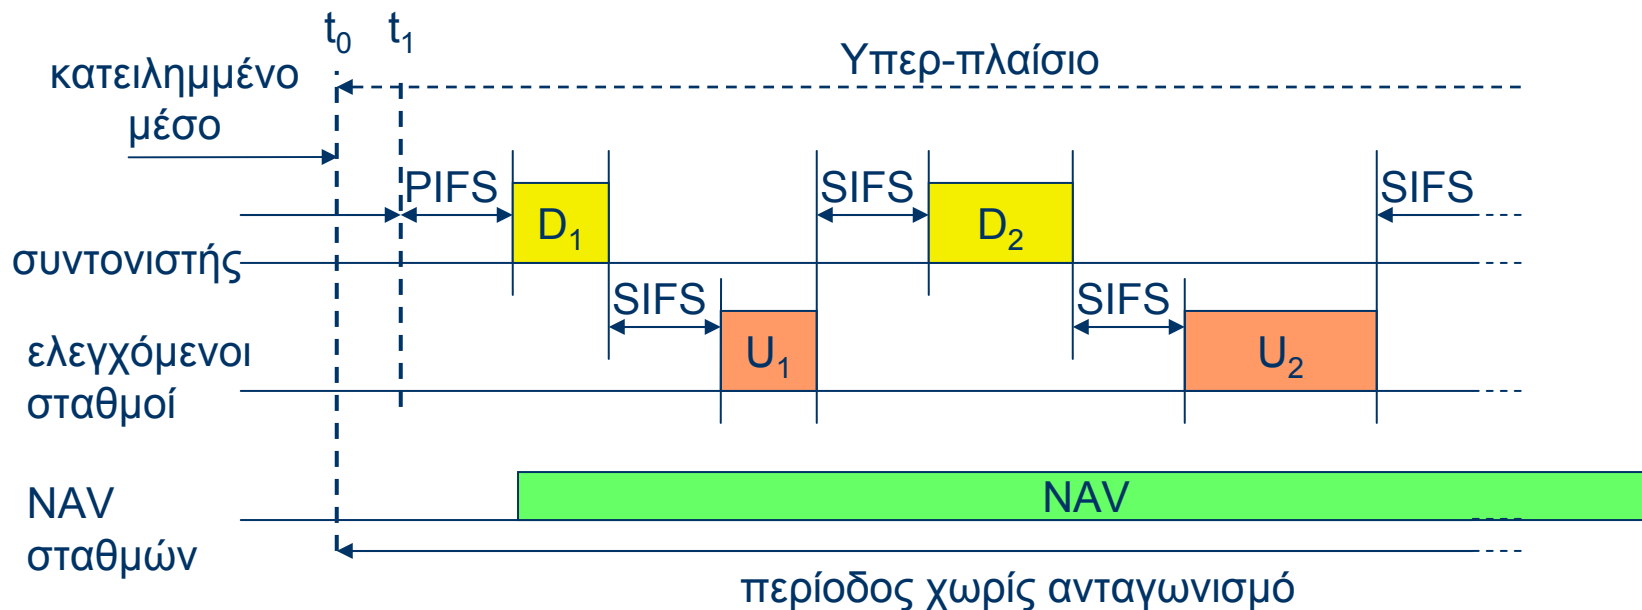 t₀ t₁
κατειλημμένο
μέσο
Υπερ-πλαίσιο
PIFS
SIFS
SIFS
D₁
D₂
συντονιστής
SIFS
SIFS
U₁
U₂
ελεγχόμενοι
σταθμοί
NAV
NAV
σταθμών
περίοδος χωρίς ανταγωνισμό